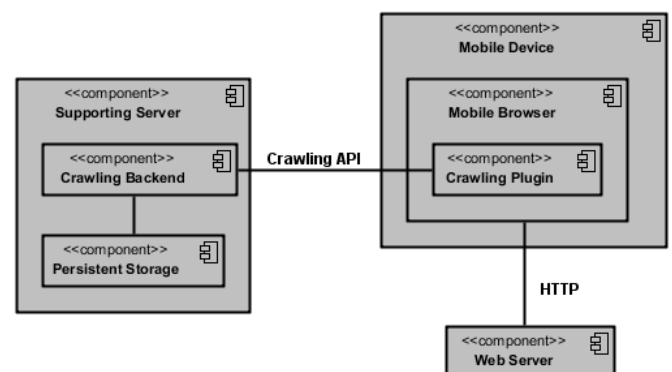 <<component>>
Mobile Device
<<component>>
Mobile Browser
<<component>>
Crawling Plugin
<<component>>
Supporting Server
<<component>>
Crawling Backend
<<component>>
Persistent Storage
Crawling API
HTTP
<<component>>
Web Server